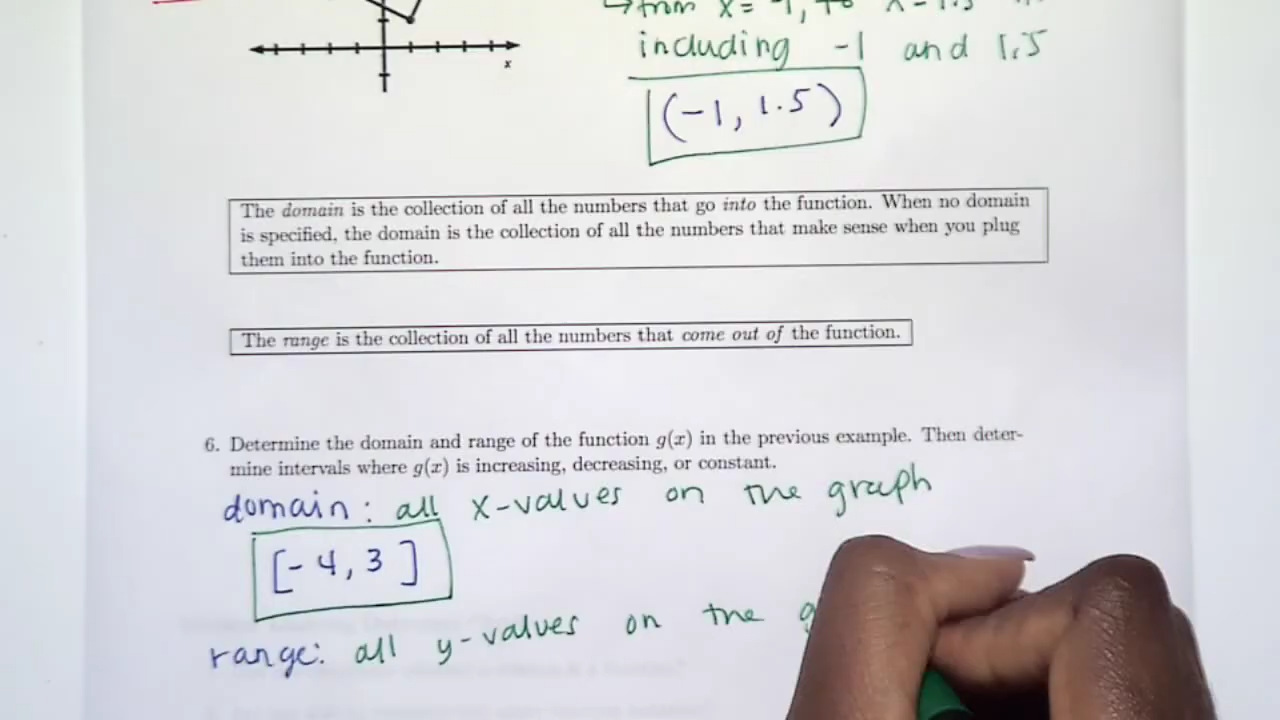 from x =
including -1 and 1.5
x
(-1, 1.5)
The domain is the collection of all the numbers that go into the function. When no domain
is specified, the domain is the collection of all the numbers that make sense when you plug
them into the function.
The range is the collection of all the numbers that come out of the function.
6. Determine the domain and range of the function g(x) in the previous example. Then deter-
mine intervals where g(x) is increasing, decreasing, or constant.
domain: all x-values on the graph
[-4, 3]
range: all y-values on the g